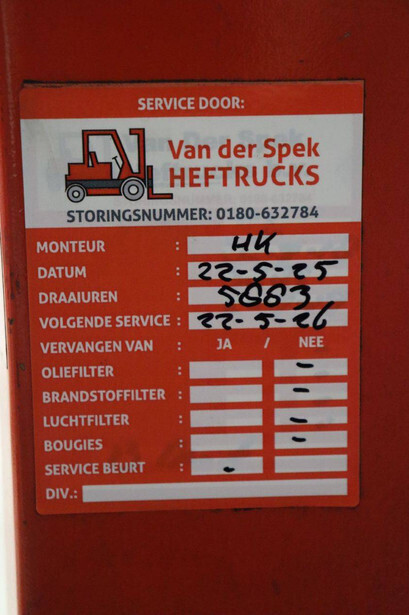 SERVICE DOOR:
Van der Spek
HEFTRUCKS
STORINGSNUMMER: 0180-632784
MONTEUR : HK
DATUM : 22-5-25
DRAAIUREN : 5663
VOLGENDE SERVICE : 22-5-26
VERVANGEN VAN : JA / NEE
OLIEFILTER : -
BRANDSTOFFILTER : -
LUCHTFILTER : -
BOUGIES : -
SERVICE BEURT : -
DIV.: